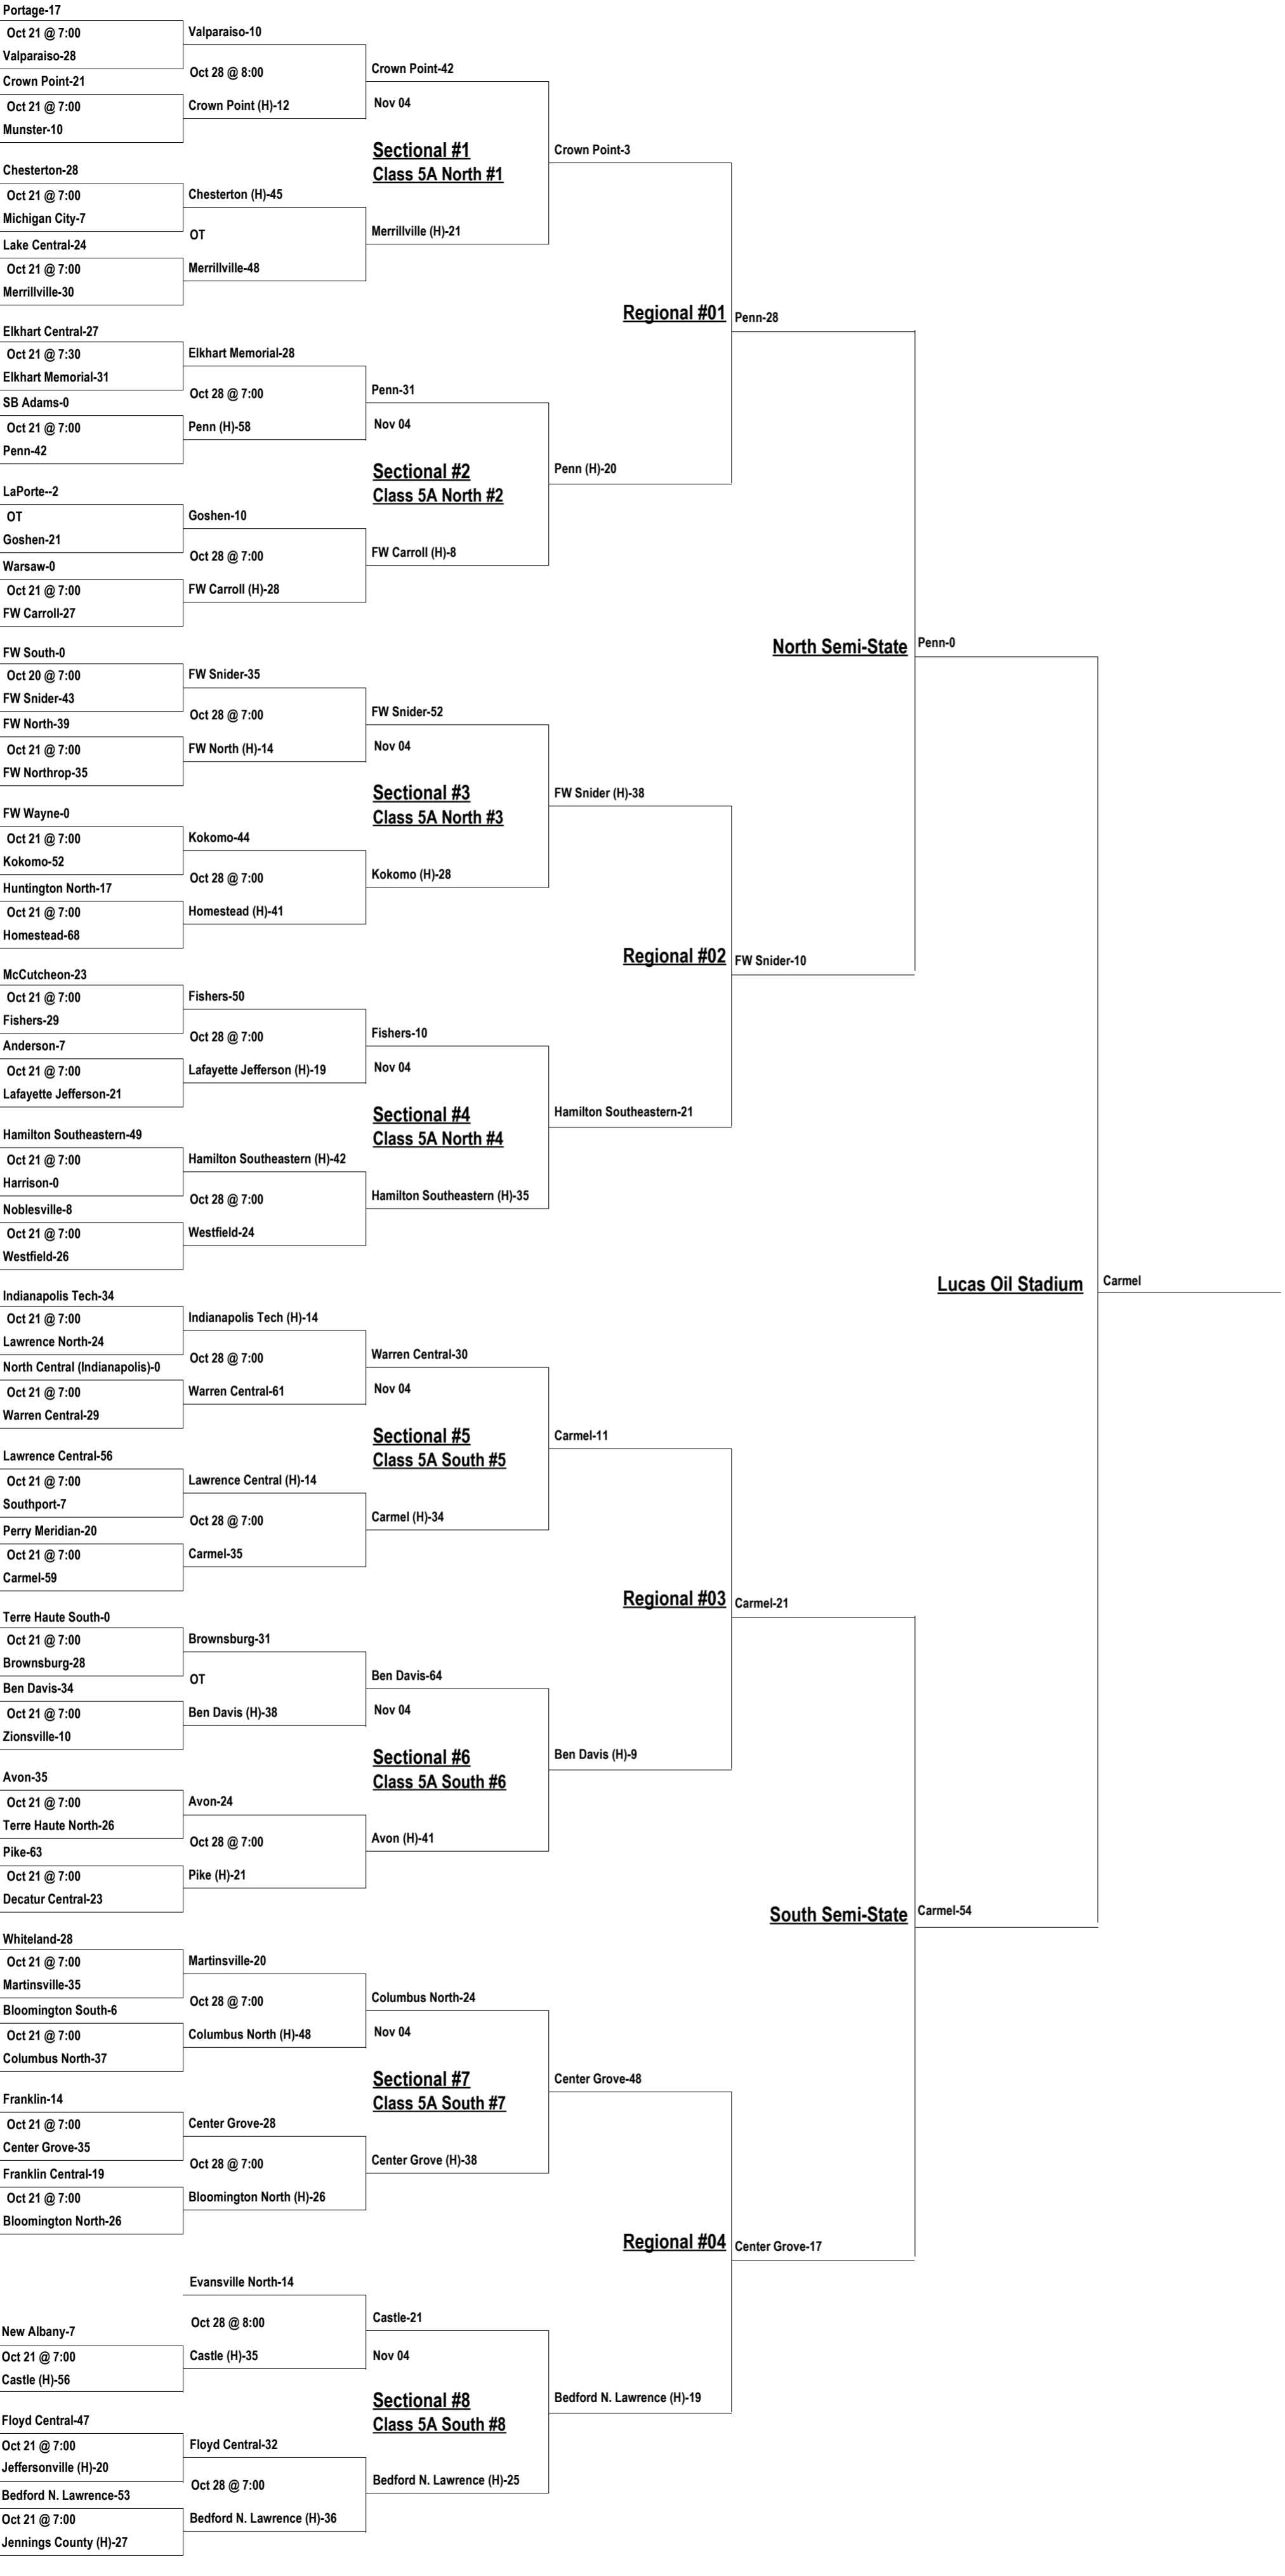 Portage-17
Oct 21 @ 7:00
Valparaiso-28
Crown Point-21
Oct 21 @ 7:00
Munster-10
Valparaiso-10
Oct 28 @ 8:00
Crown Point (H)-12
Chesterton-28
Oct 21 @ 7:00
Michigan City-7
Lake Central-24
Oct 21 @ 7:00
Merrillville-30
Chesterton (H)-45
OT
Merrillville-48
Crown Point-42
Nov 04
Sectional #1
Class 5A North #1
Merrillville (H)-21
Crown Point-3
Elkhart Central-27
Oct 21 @ 7:30
Elkhart Memorial-31
SB Adams-0
Oct 21 @ 7:00
Penn-42
Elkhart Memorial-28
Oct 28 @ 7:00
Penn (H)-58
LaPorte--2
OT
Goshen-21
Warsaw-0
Oct 21 @ 7:00
FW Carroll-27
Goshen-10
Oct 28 @ 7:00
FW Carroll (H)-28
Penn-31
Nov 04
Sectional #2
Class 5A North #2
FW Carroll (H)-8
Penn (H)-20
Regional #01
Penn-28
FW South-0
Oct 20 @ 7:00
FW Snider-43
FW North-39
Oct 21 @ 7:00
FW Northrop-35
FW Snider-35
Oct 28 @ 7:00
FW North (H)-14
FW Wayne-0
Oct 21 @ 7:00
Kokomo-52
Huntington North-17
Oct 21 @ 7:00
Homestead-68
Kokomo-44
Oct 28 @ 7:00
Homestead (H)-41
FW Snider-52
Nov 04
Sectional #3
Class 5A North #3
Kokomo (H)-28
FW Snider (H)-38
McCutcheon-23
Oct 21 @ 7:00
Fishers-29
Anderson-7
Oct 21 @ 7:00
Lafayette Jefferson-21
Fishers-50
Oct 28 @ 7:00
Lafayette Jefferson (H)-19
Hamilton Southeastern-49
Oct 21 @ 7:00
Harrison-0
Noblesville-8
Oct 21 @ 7:00
Westfield-26
Hamilton Southeastern (H)-42
Oct 28 @ 7:00
Westfield-24
Fishers-10
Nov 04
Sectional #4
Class 5A North #4
Hamilton Southeastern (H)-35
Hamilton Southeastern-21
Regional #02
FW Snider-10
North Semi-State
Penn-0
Indianapolis Tech-34
Oct 21 @ 7:00
Lawrence North-24
North Central (Indianapolis)-0
Oct 21 @ 7:00
Warren Central-29
Indianapolis Tech (H)-14
Oct 28 @ 7:00
Warren Central-61
Lawrence Central-56
Oct 21 @ 7:00
Southport-7
Perry Meridian-20
Oct 21 @ 7:00
Carmel-59
Lawrence Central (H)-14
Oct 28 @ 7:00
Carmel-35
Warren Central-30
Nov 04
Sectional #5
Class 5A South #5
Carmel (H)-34
Carmel-11
Terre Haute South-0
Oct 21 @ 7:00
Brownsburg-28
Ben Davis-34
Oct 21 @ 7:00
Zionsville-10
Brownsburg-31
OT
Ben Davis (H)-38
Avon-35
Oct 21 @ 7:00
Terre Haute North-26
Pike-63
Oct 21 @ 7:00
Decatur Central-23
Avon-24
Oct 28 @ 7:00
Pike (H)-21
Ben Davis-64
Nov 04
Sectional #6
Class 5A South #6
Avon (H)-41
Ben Davis (H)-9
Regional #03
Carmel-21
Whiteland-28
Oct 21 @ 7:00
Martinsville-35
Bloomington South-6
Oct 21 @ 7:00
Columbus North-37
Martinsville-20
Oct 28 @ 7:00
Columbus North (H)-48
Franklin-14
Oct 21 @ 7:00
Center Grove-35
Franklin Central-19
Oct 21 @ 7:00
Bloomington North-26
Center Grove-28
Oct 28 @ 7:00
Bloomington North (H)-26
Columbus North-24
Nov 04
Sectional #7
Class 5A South #7
Center Grove (H)-38
Center Grove-48
New Albany-7
Oct 21 @ 7:00
Castle (H)-56
Evansville North-14
Oct 28 @ 8:00
Castle (H)-35
Floyd Central-47
Oct 21 @ 7:00
Jeffersonville (H)-20
Bedford N. Lawrence-53
Oct 21 @ 7:00
Jennings County (H)-27
Floyd Central-32
Oct 28 @ 7:00
Bedford N. Lawrence (H)-36
Castle-21
Nov 04
Sectional #8
Class 5A South #8
Bedford N. Lawrence (H)-25
Bedford N. Lawrence (H)-19
Regional #04
Center Grove-17
South Semi-State
Carmel-54
Lucas Oil Stadium
Carmel